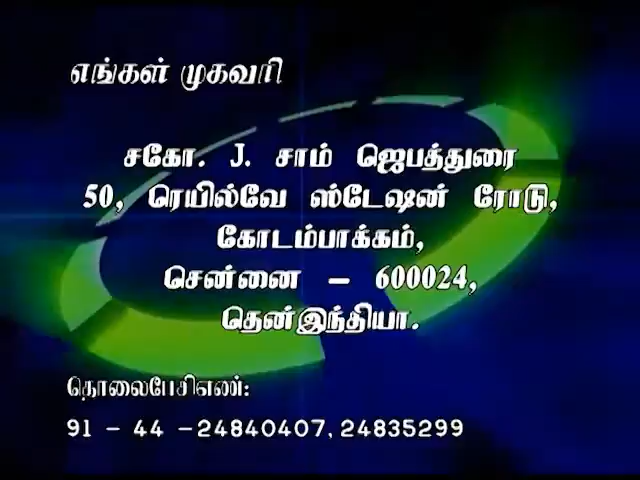 எங்கள் முகவரி
சகோ. J. சாம் ஜெபத்துரை
50, ரெயில்வே ஸ்டேஷன் ரோடு,
கோடம்பாக்கம்,
சென்னை – 600024,
தென்இந்தியா.
தொலைபேசிஎண்:
91 – 44 –24840407, 24835299